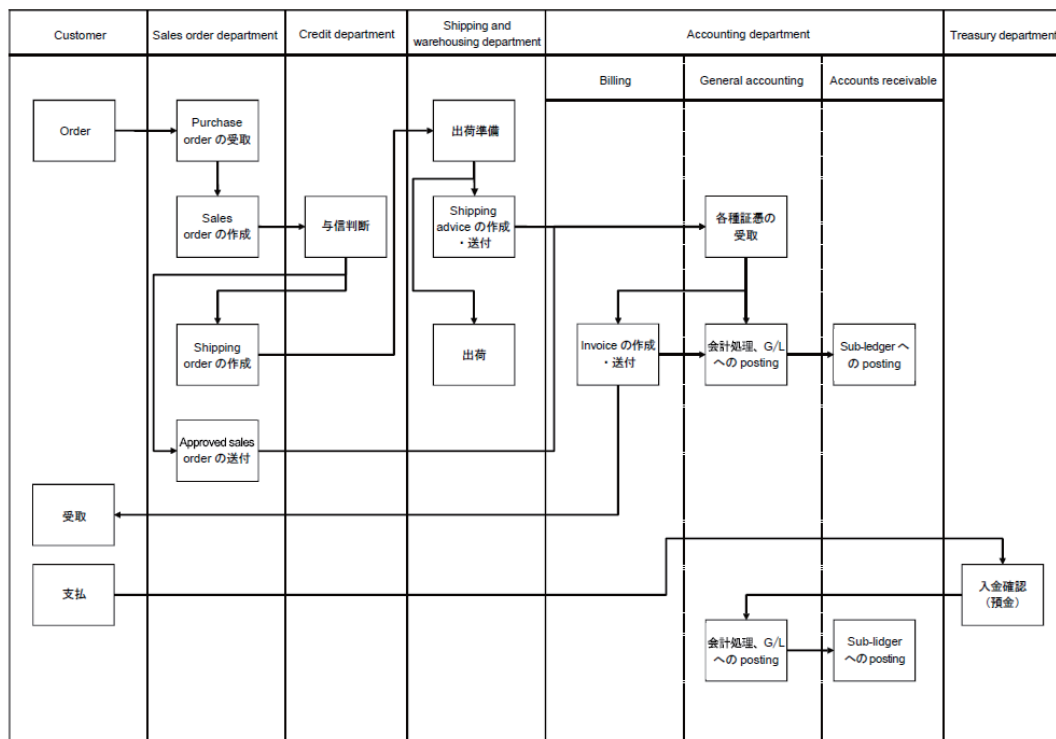 Customer
Sales order department
Credit department
Shipping and
warehousing department
Accounting department
Treasury department
Billing
General accounting
Accounts receivable
Order
Purchase
order の受取
出荷準備
Sales
order の作成
与信判断
Shipping
advice の作成
・送付
各種証憑の
受取
Shipping
order の作成
出荷
Invoice の作成
・送付
会計処理、G/L
への posting
Sub-ledger へ
の posting
Approved sales
order の送付
受取
支払
入金確認
（預金）
会計処理、G/L
への posting
Sub-lidger
への posting